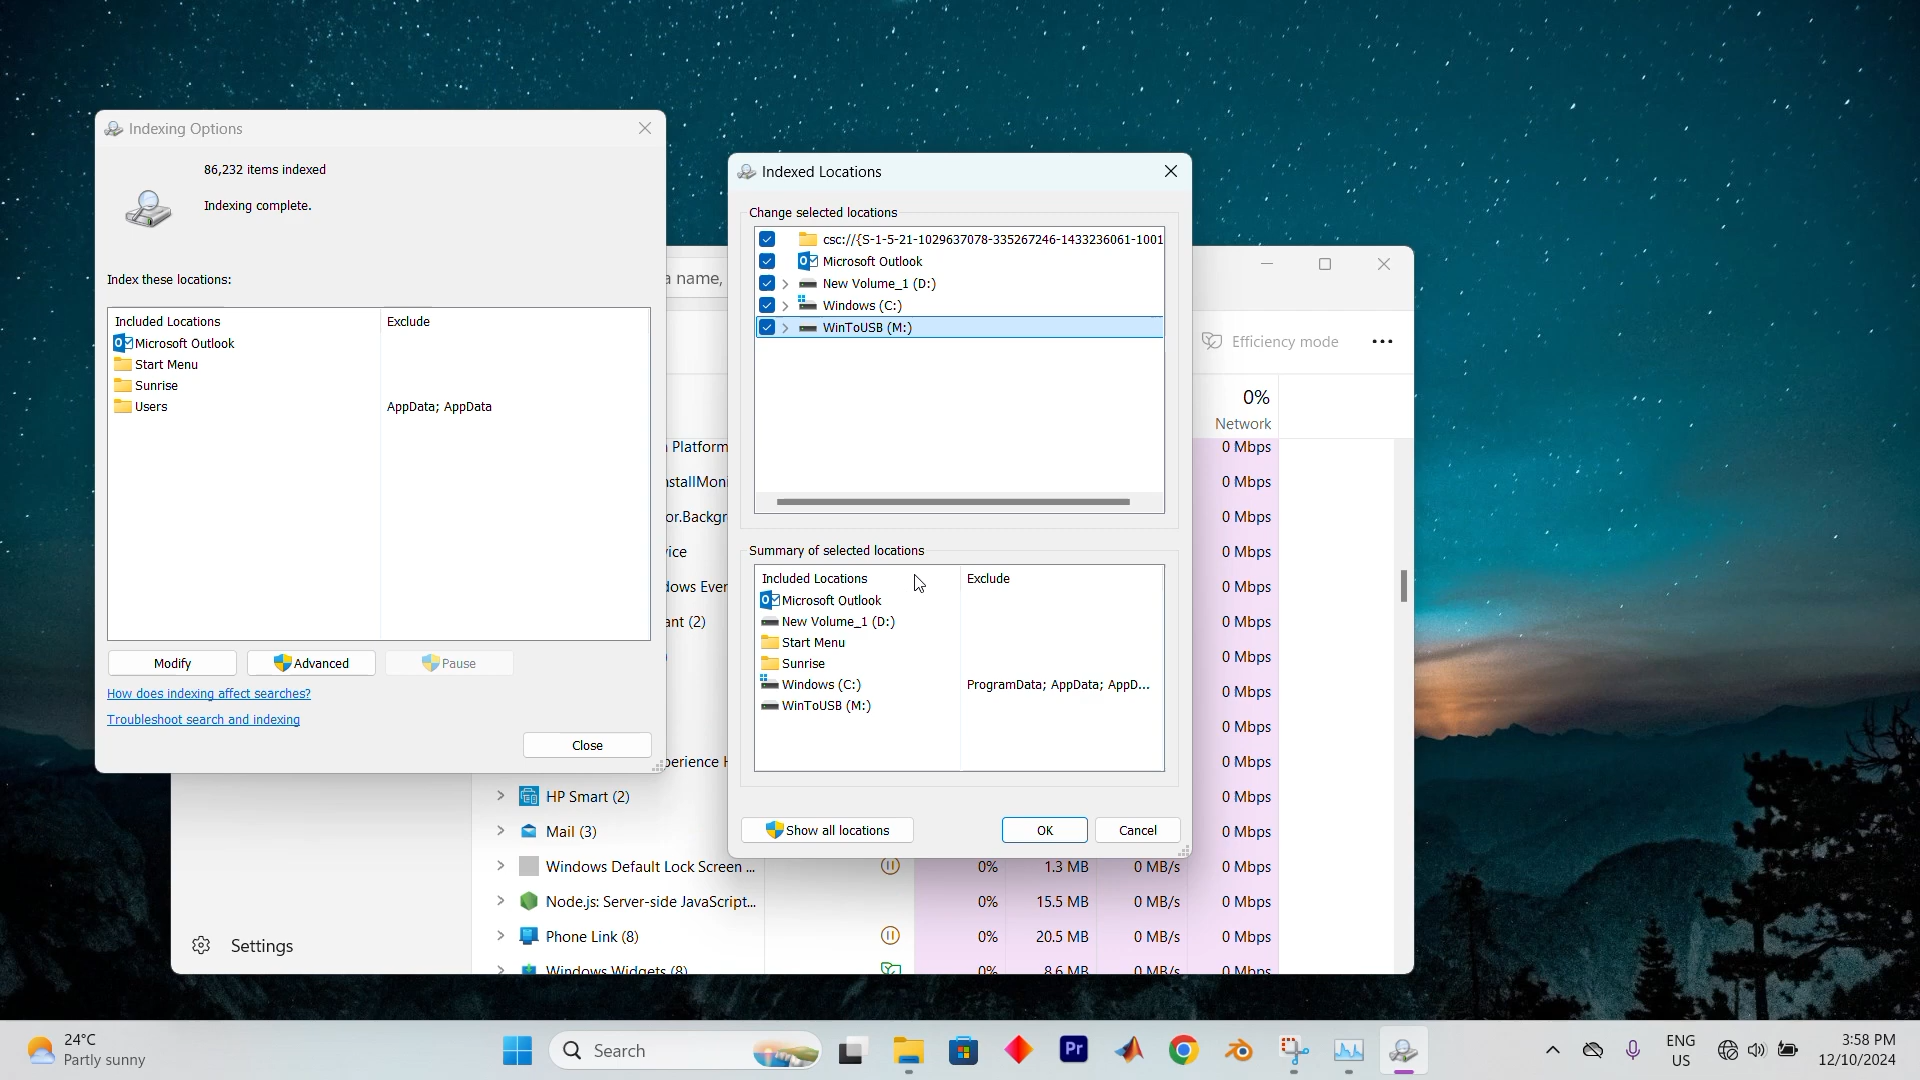 Indexing Options
86,232 items indexed
Indexing complete.
Index these locations:
Included Locations
Exclude
Microsoft Outlook
Start Menu
Sunrise
Users
AppData; AppData
Modify
Advanced
Pause
How does indexing affect searches?
Troubleshoot search and indexing
Close
Indexed Locations
Change selected locations
csc://{S-1-5-21-1029637078-335267246-1433236061-1001
Microsoft Outlook
New Volume_1 (D:)
Windows (C:)
WinToUSB (M:)
Summary of selected locations
Included Locations
Exclude
Microsoft Outlook
New Volume_1 (D:)
Start Menu
Sunrise
Windows (C:)
ProgramData; AppData; AppD...
WinToUSB (M:)
Show all locations
OK
Cancel
a name,
Efficiency mode
0%
Network
Platform
0 Mbps
0 Mbps
0 Mbps
0 Mbps
0 Mbps
ant (2)
0 Mbps
0 Mbps
0 Mbps
0 Mbps
0 Mbps
HP Smart (2)
0 Mbps
Mail (3)
0 Mbps
Windows Default Lock Screen ...
0%
1.3 MB
0 MB/s
0 Mbps
Node.js: Server-side JavaScript...
0%
15.5 MB
0 MB/s
0 Mbps
Phone Link (8)
0%
20.5 MB
0 MB/s
0 Mbps
Windows Widgets (8)
0%
8.6 MB
0 MB/s
0 Mbps
Settings
24°C
Partly sunny
Search
Pr
ENG
US
3:58 PM
12/10/2024